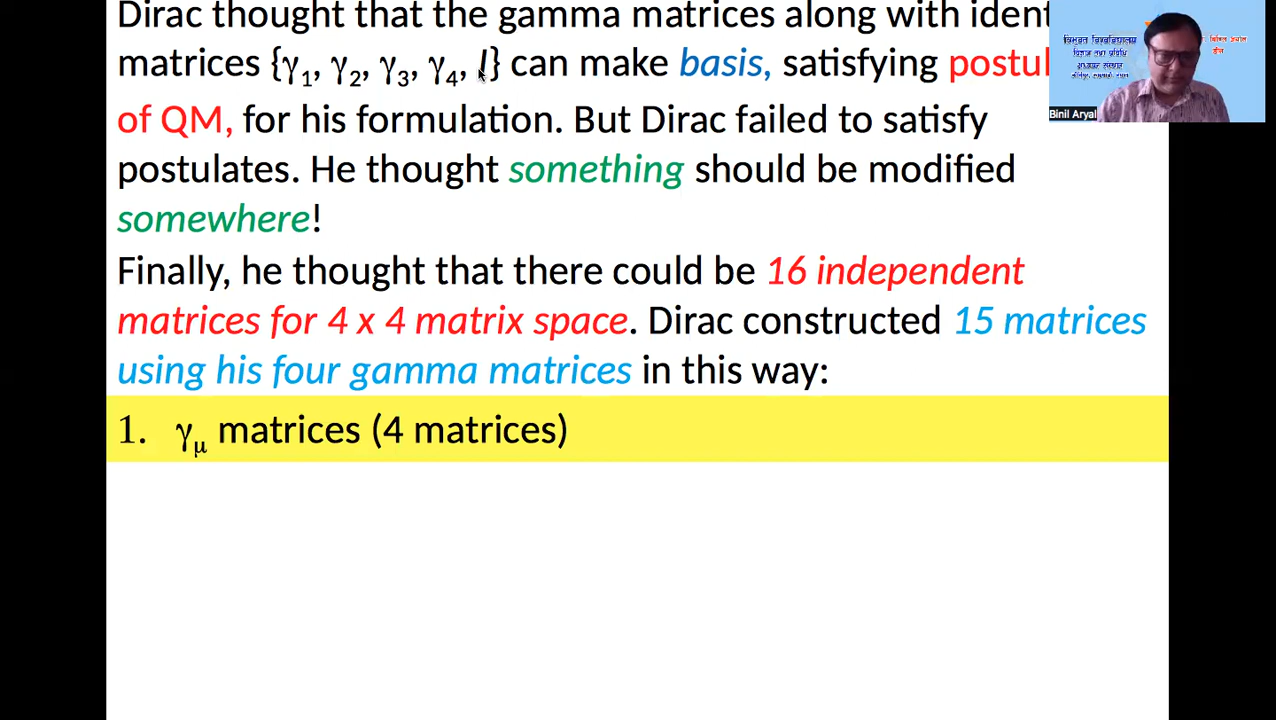 Dirac thought that the gamma matrices along with ident
matrices {γ1, γ2, γ3, γ4, I} can make basis, satisfying postul
of QM, for his formulation. But Dirac failed to satisfy
postulates. He thought something should be modified
somewhere!
Finally, he thought that there could be 16 independent
matrices for 4 x 4 matrix space. Dirac constructed 15 matrices
using his four gamma matrices in this way:
1. γμ matrices (4 matrices)
Binil Aryal